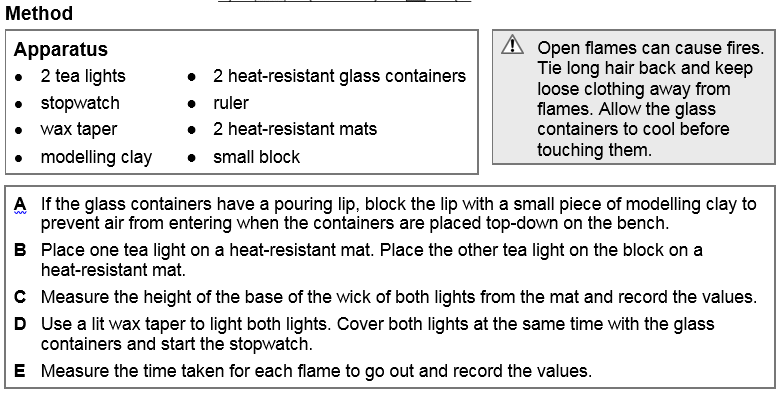 Method
Apparatus
● 2 tea lights
● stopwatch
● wax taper
● modelling clay
● 2 heat-resistant glass containers
● ruler
● 2 heat-resistant mats
● small block
Open flames can cause fires.
Tie long hair back and keep
loose clothing away from
flames. Allow the glass
containers to cool before
touching them.
A If the glass containers have a pouring lip, block the lip with a small piece of modelling clay to
prevent air from entering when the containers are placed top-down on the bench.
B Place one tea light on a heat-resistant mat. Place the other tea light on the block on a
heat-resistant mat.
C Measure the height of the base of the wick of both lights from the mat and record the values.
D Use a lit wax taper to light both lights. Cover both lights at the same time with the glass
containers and start the stopwatch.
E Measure the time taken for each flame to go out and record the values.